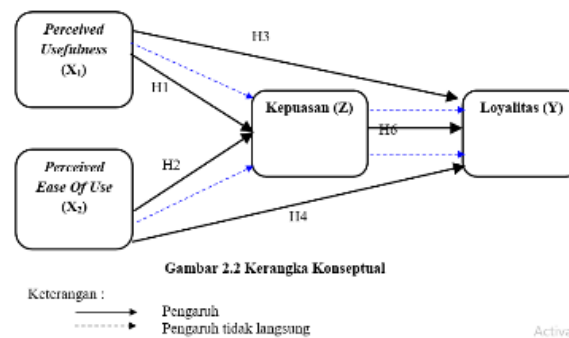 Perceived
Usefulness
(X₁)
H3
H1
Kepuasan (Z)
Loyalitas (Y)
H6
H2
Perceived
Ease Of Use
(X₂)
H4
Gambar 2.2 Kerangka Konseptual
Keterangan :
Pengaruh
Pengaruh tidak langsung
Activa